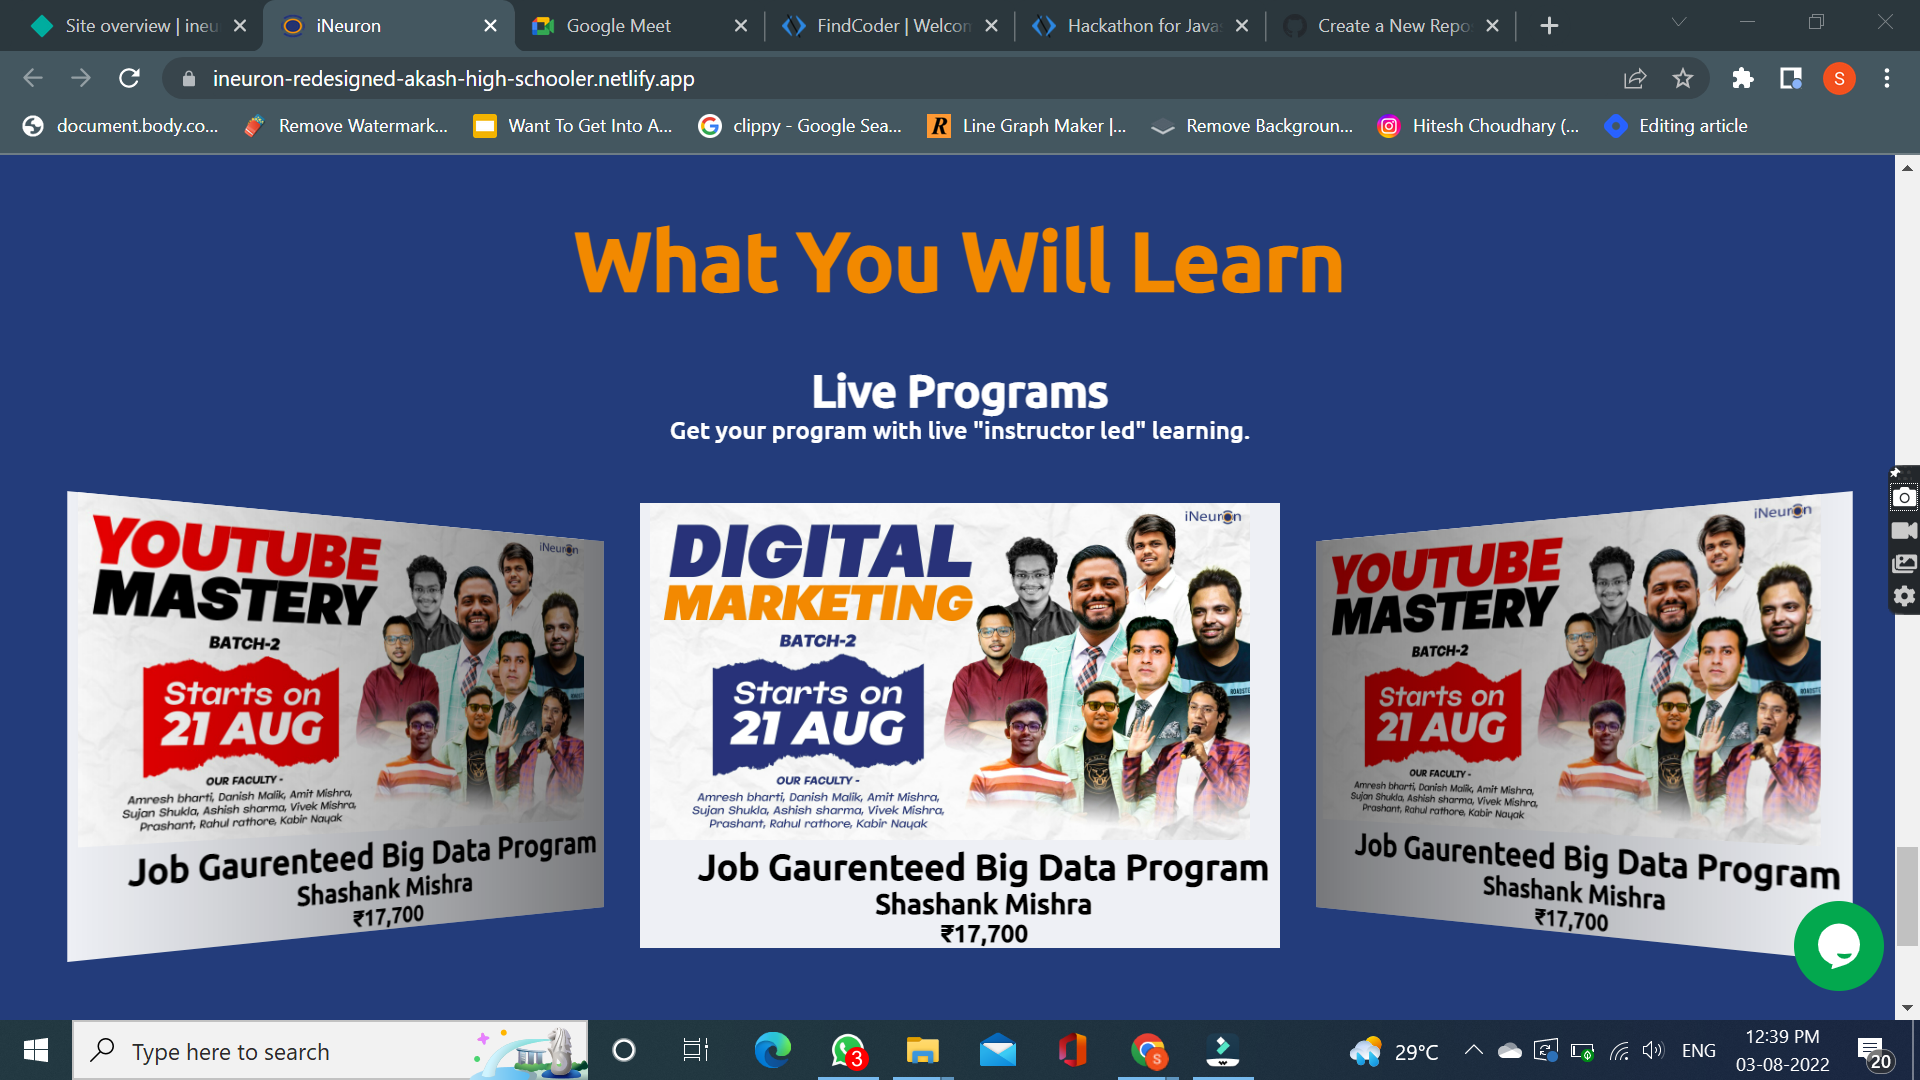 Site overview | ineu
iNeuron
Google Meet
FindCoder | Welcom
Hackathon for Javas
Create a New Repo
ineuron-redesigned-akash-high-schooler.netlify.app
S
document.body.co...
Remove Watermark...
Want To Get Into A...
clippy - Google Sea...
Line Graph Maker |...
Remove Backgroun...
Hitesh Choudhary (...
Editing article
What You Will Learn
Live Programs
Get your program with live "instructor led" learning.
iNeuron
YOUTUBE
MASTERY
BATCH-2
Starts on
21 AUG
OUR FACULTY -
Amresh bharti, Danish Malik, Amit Mishra,
Sujan Shukla, Ashish sharma, Vivek Mishra,
Prashant, Rahul rathore, Kabir Nayak
Job Gaurenteed Big Data Program
Shashank Mishra
₹17,700
iNeuron
DIGITAL
MARKETING
BATCH-2
Starts on
21 AUG
OUR FACULTY -
Amresh bharti, Danish Malik, Amit Mishra,
Sujan Shukla, Ashish sharma, Vivek Mishra,
Prashant, Rahul rathore, Kabir Nayak
Job Gaurenteed Big Data Program
Shashank Mishra
₹17,700
iNeuron
YOUTUBE
MASTERY
BATCH-2
Starts on
21 AUG
OUR FACULTY -
Amresh bharti, Danish Malik, Amit Mishra,
Sujan Shukla, Ashish sharma, Vivek Mishra,
Prashant, Rahul rathore, Kabir Nayak
ROADSTE
Job Gaurenteed Big Data Program
Shashank Mishra
₹17,700
Type here to search
3
S
29°C
ENG
12:39 PM
03-08-2022
20